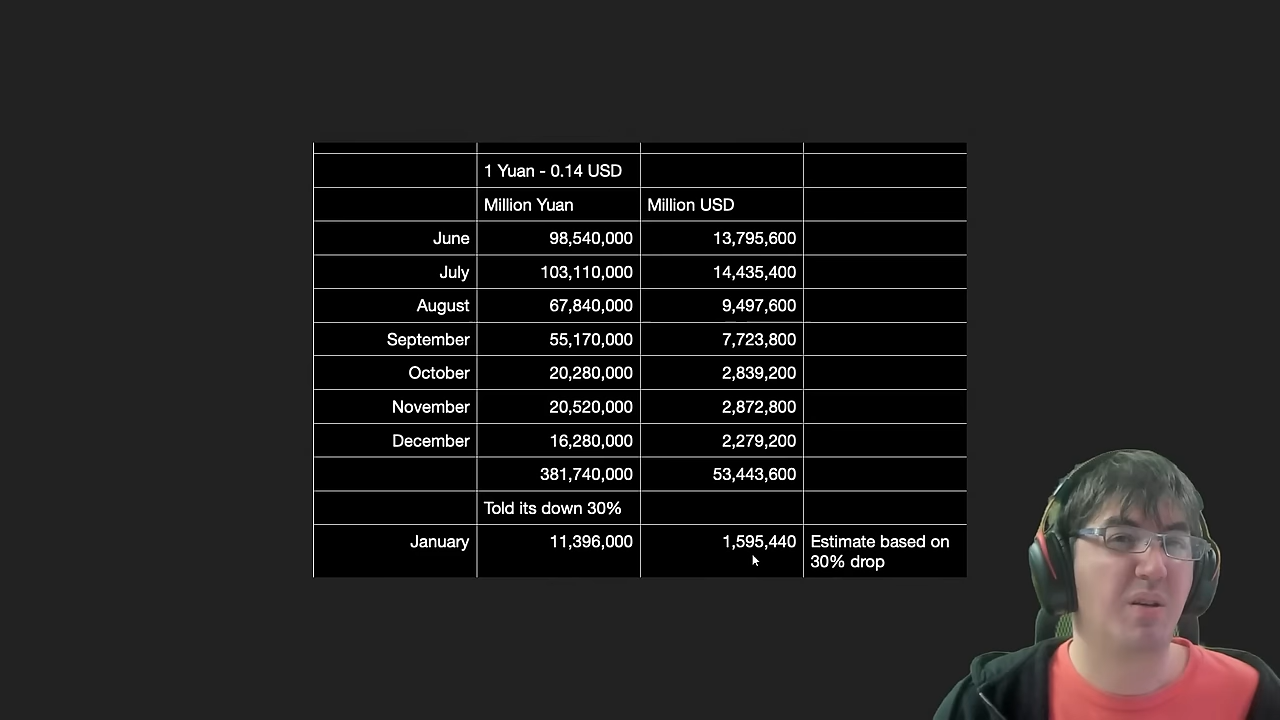 1 Yuan - 0.14 USD
Million Yuan Million USD
June 98,540,000 13,795,600
July 103,110,000 14,435,400
August 67,840,000 9,497,600
September 55,170,000 7,723,800
October 20,280,000 2,839,200
November 20,520,000 2,872,800
December 16,280,000 2,279,200
381,740,000 53,443,600
Told its down 30%
January 11,396,000 1,595,440 Estimate based on
30% drop